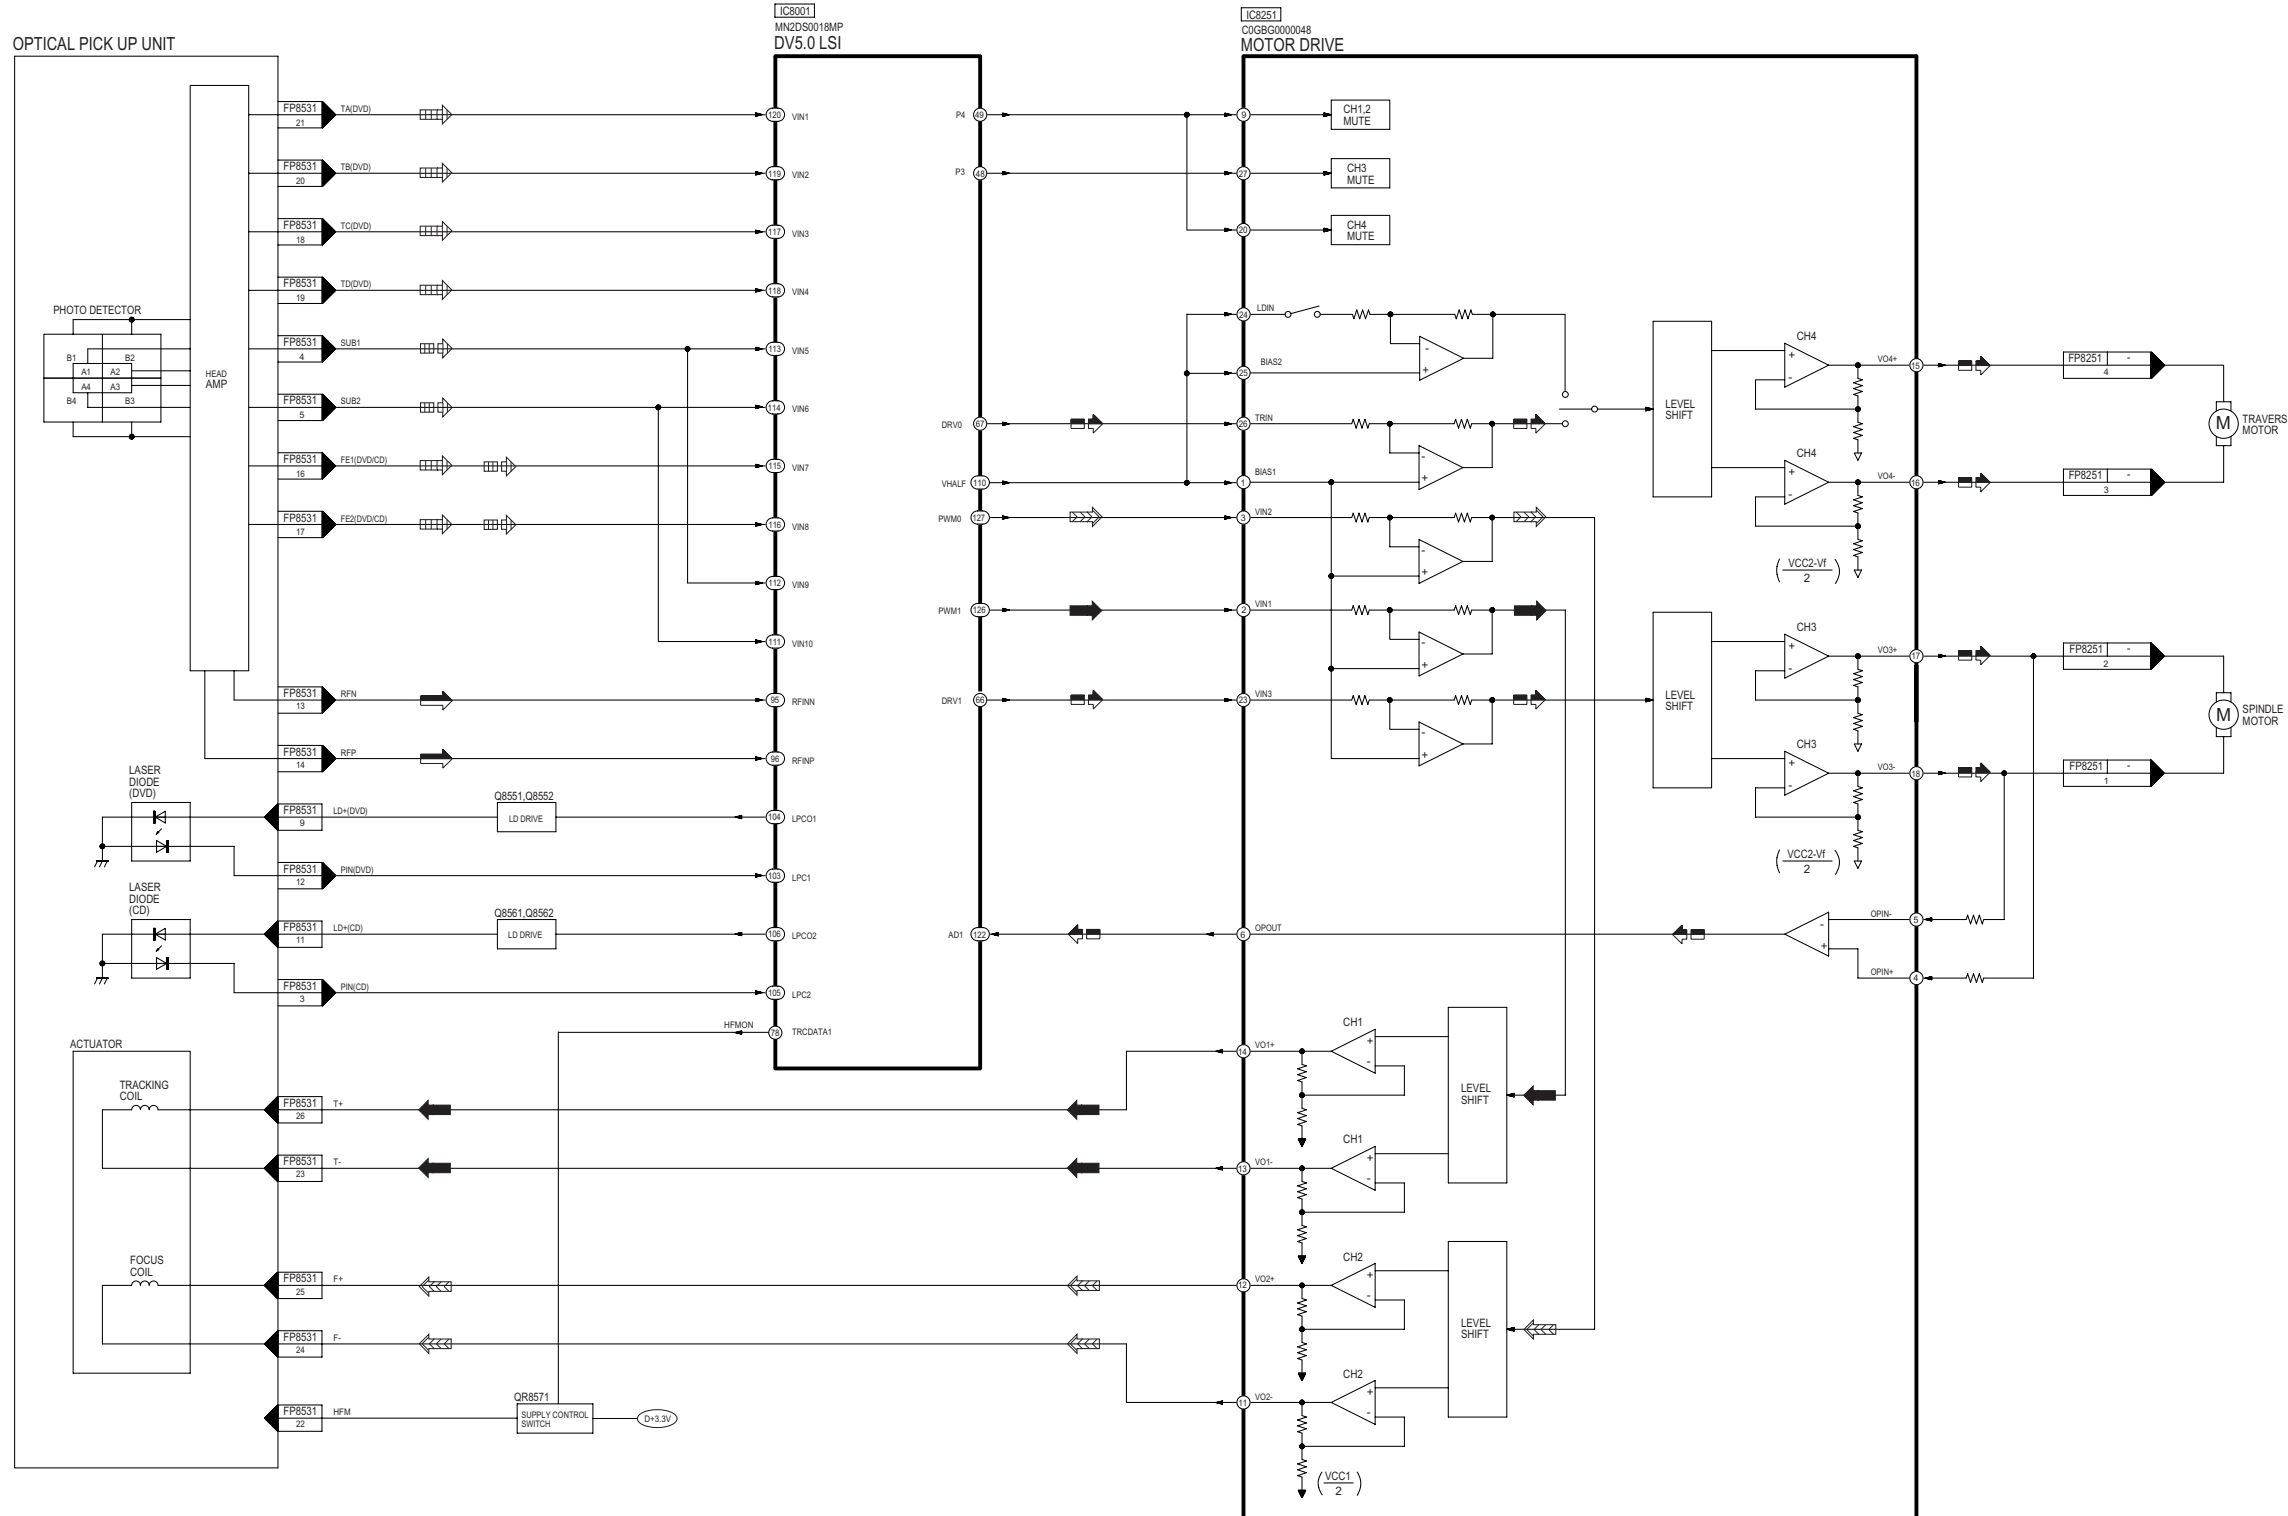 OPTICAL PICK UP UNIT
IC8001
MN2DS0018MP
DV5.0 LSI
IC8251
C0GBG0000048
MOTOR DRIVE
FP8531
21
TA(DVD)
120
VIN1
FP8531
20
TB(DVD)
119
VIN2
FP8531
18
TC(DVD)
117
VIN3
FP8531
19
TD(DVD)
118
VIN4
FP8531
4
SUB1
113
VIN5
FP8531
5
SUB2
114
VIN6
FP8531
16
FE1(DVD/CD)
115
VIN7
FP8531
17
FE2(DVD/CD)
116
VIN8
112
VIN9
111
VIN10
FP8531
13
RFN
95
RFINN
FP8531
14
RFP
96
RFINP
PHOTO DETECTOR
B1
B2
A1
A2
A4
A3
B4
B3
HEAD
AMP
LASER
DIODE
(DVD)
FP8531
9
LD+(DVD)
Q8551,Q8552
LD DRIVE
104
LPCO1
FP8531
12
PIN(DVD)
103
LPC1
LASER
DIODE
(CD)
FP8531
11
LD+(CD)
Q8561,Q8562
LD DRIVE
106
LPCO2
FP8531
3
PIN(CD)
105
LPC2
HFMON
78
TRCDATA1
ACTUATOR
TRACKING
COIL
FP8531
26
T+
FP8531
23
T-
FOCUS
COIL
FP8531
25
F+
FP8531
24
F-
FP8531
22
HFM
QR8571
SUPPLY CONTROL
SWITCH
D+3.3V
P4
49
P3
48
DRV0
67
VHALF
110
PWM0
127
PWM1
126
DRV1
66
AD1
122
9
CH1,2
MUTE
27
CH3
MUTE
20
CH4
MUTE
24
LDIN
25
BIAS2
-
+
26
TRIN
-
+
1
BIAS1
3
VIN2
-
+
2
VIN1
-
+
23
VIN3
-
+
LEVEL
SHIFT
CH4
+
-
VO4+
15
FP8251
-
4
CH4
+
-
VO4-
16
FP8251
-
3
M
TRAVERS
MOTOR
(VCC2-Vf
2)
LEVEL
SHIFT
CH3
+
-
VO3+
17
FP8251
-
2
CH3
+
-
VO3-
18
FP8251
-
1
M
SPINDLE
MOTOR
(VCC2-Vf
2)
6
OPOUT
-
+
OPIN-
5
OPIN+
4
14
VO1+
CH1
+
-
LEVEL
SHIFT
13
VO1-
CH1
+
-
12
VO2+
CH2
+
-
LEVEL
SHIFT
11
VO2-
CH2
+
-
(VCC1
2)